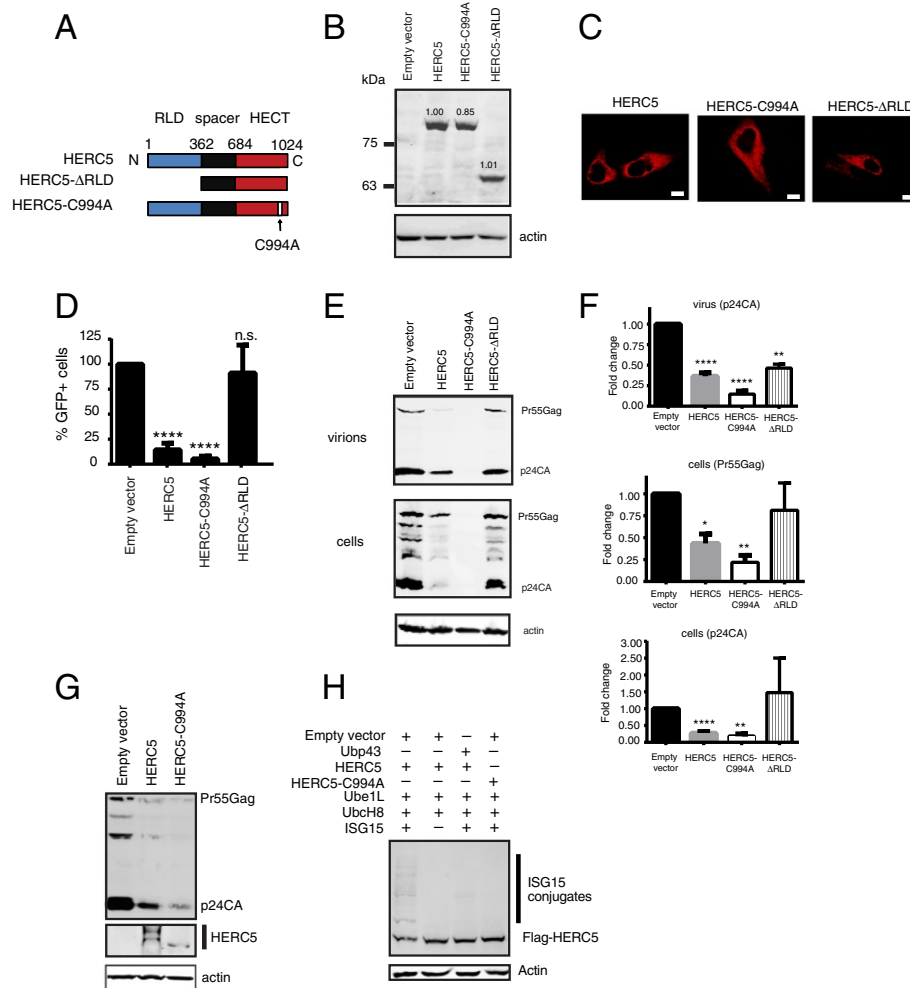 A
RLD spacer HECT
1 362 684 1024
HERC5 N C
HERC5-ΔRLD
HERC5-C994A
C994A
B
Empty vector
HERC5
HERC5-C994A
HERC5-ΔRLD
kDa
1.00 0.85
75
1.01
63
actin
C
HERC5 HERC5-C994A HERC5-ΔRLD
D
% GFP+ cells
125
100
75
50
25
0
**** **** n.s.
Empty vector
HERC5
HERC5-C994A
HERC5-ΔRLD
E
Empty vector
HERC5
HERC5-C994A
HERC5-ΔRLD
virions
Pr55Gag
p24CA
cells
Pr55Gag
p24CA
actin
F
virus (p24CA)
Fold change
1.00
0.75
0.50
0.25
0.00
**** **** **
Empty vector HERC5 HERC5-C994A HERC5-ΔRLD
cells (Pr55Gag)
Fold change
1.00
0.75
0.50
0.25
0.00
* **
Empty vector HERC5 HERC5-C994A HERC5-ΔRLD
cells (p24CA)
Fold change
3.00
2.50
2.00
1.50
1.00
0.50
0.00
**** **
Empty vector HERC5 HERC5-C994A HERC5-ΔRLD
G
Empty vector
HERC5
HERC5-C994A
Pr55Gag
p24CA
HERC5
actin
H
Empty vector + + – +
Ubp43 – – + –
HERC5 + + + –
HERC5-C994A – – – +
Ube1L + + + +
UbcH8 + + + +
ISG15 + – + +
ISG15 conjugates
Flag-HERC5
Actin